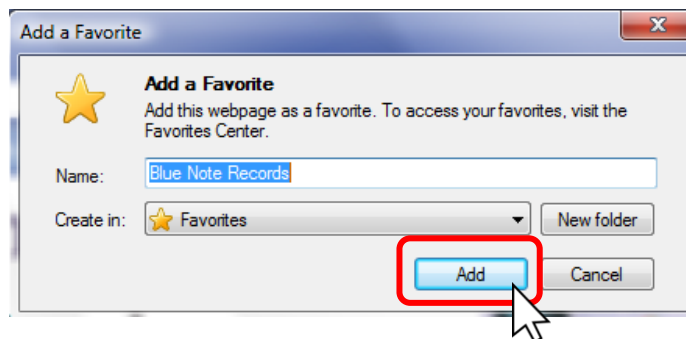 Add a Favorite
Add a Favorite
Add this webpage as a favorite. To access your favorites, visit the
Favorites Center.
Name: Blue Note Records
Create in: Favorites New folder
Add Cancel